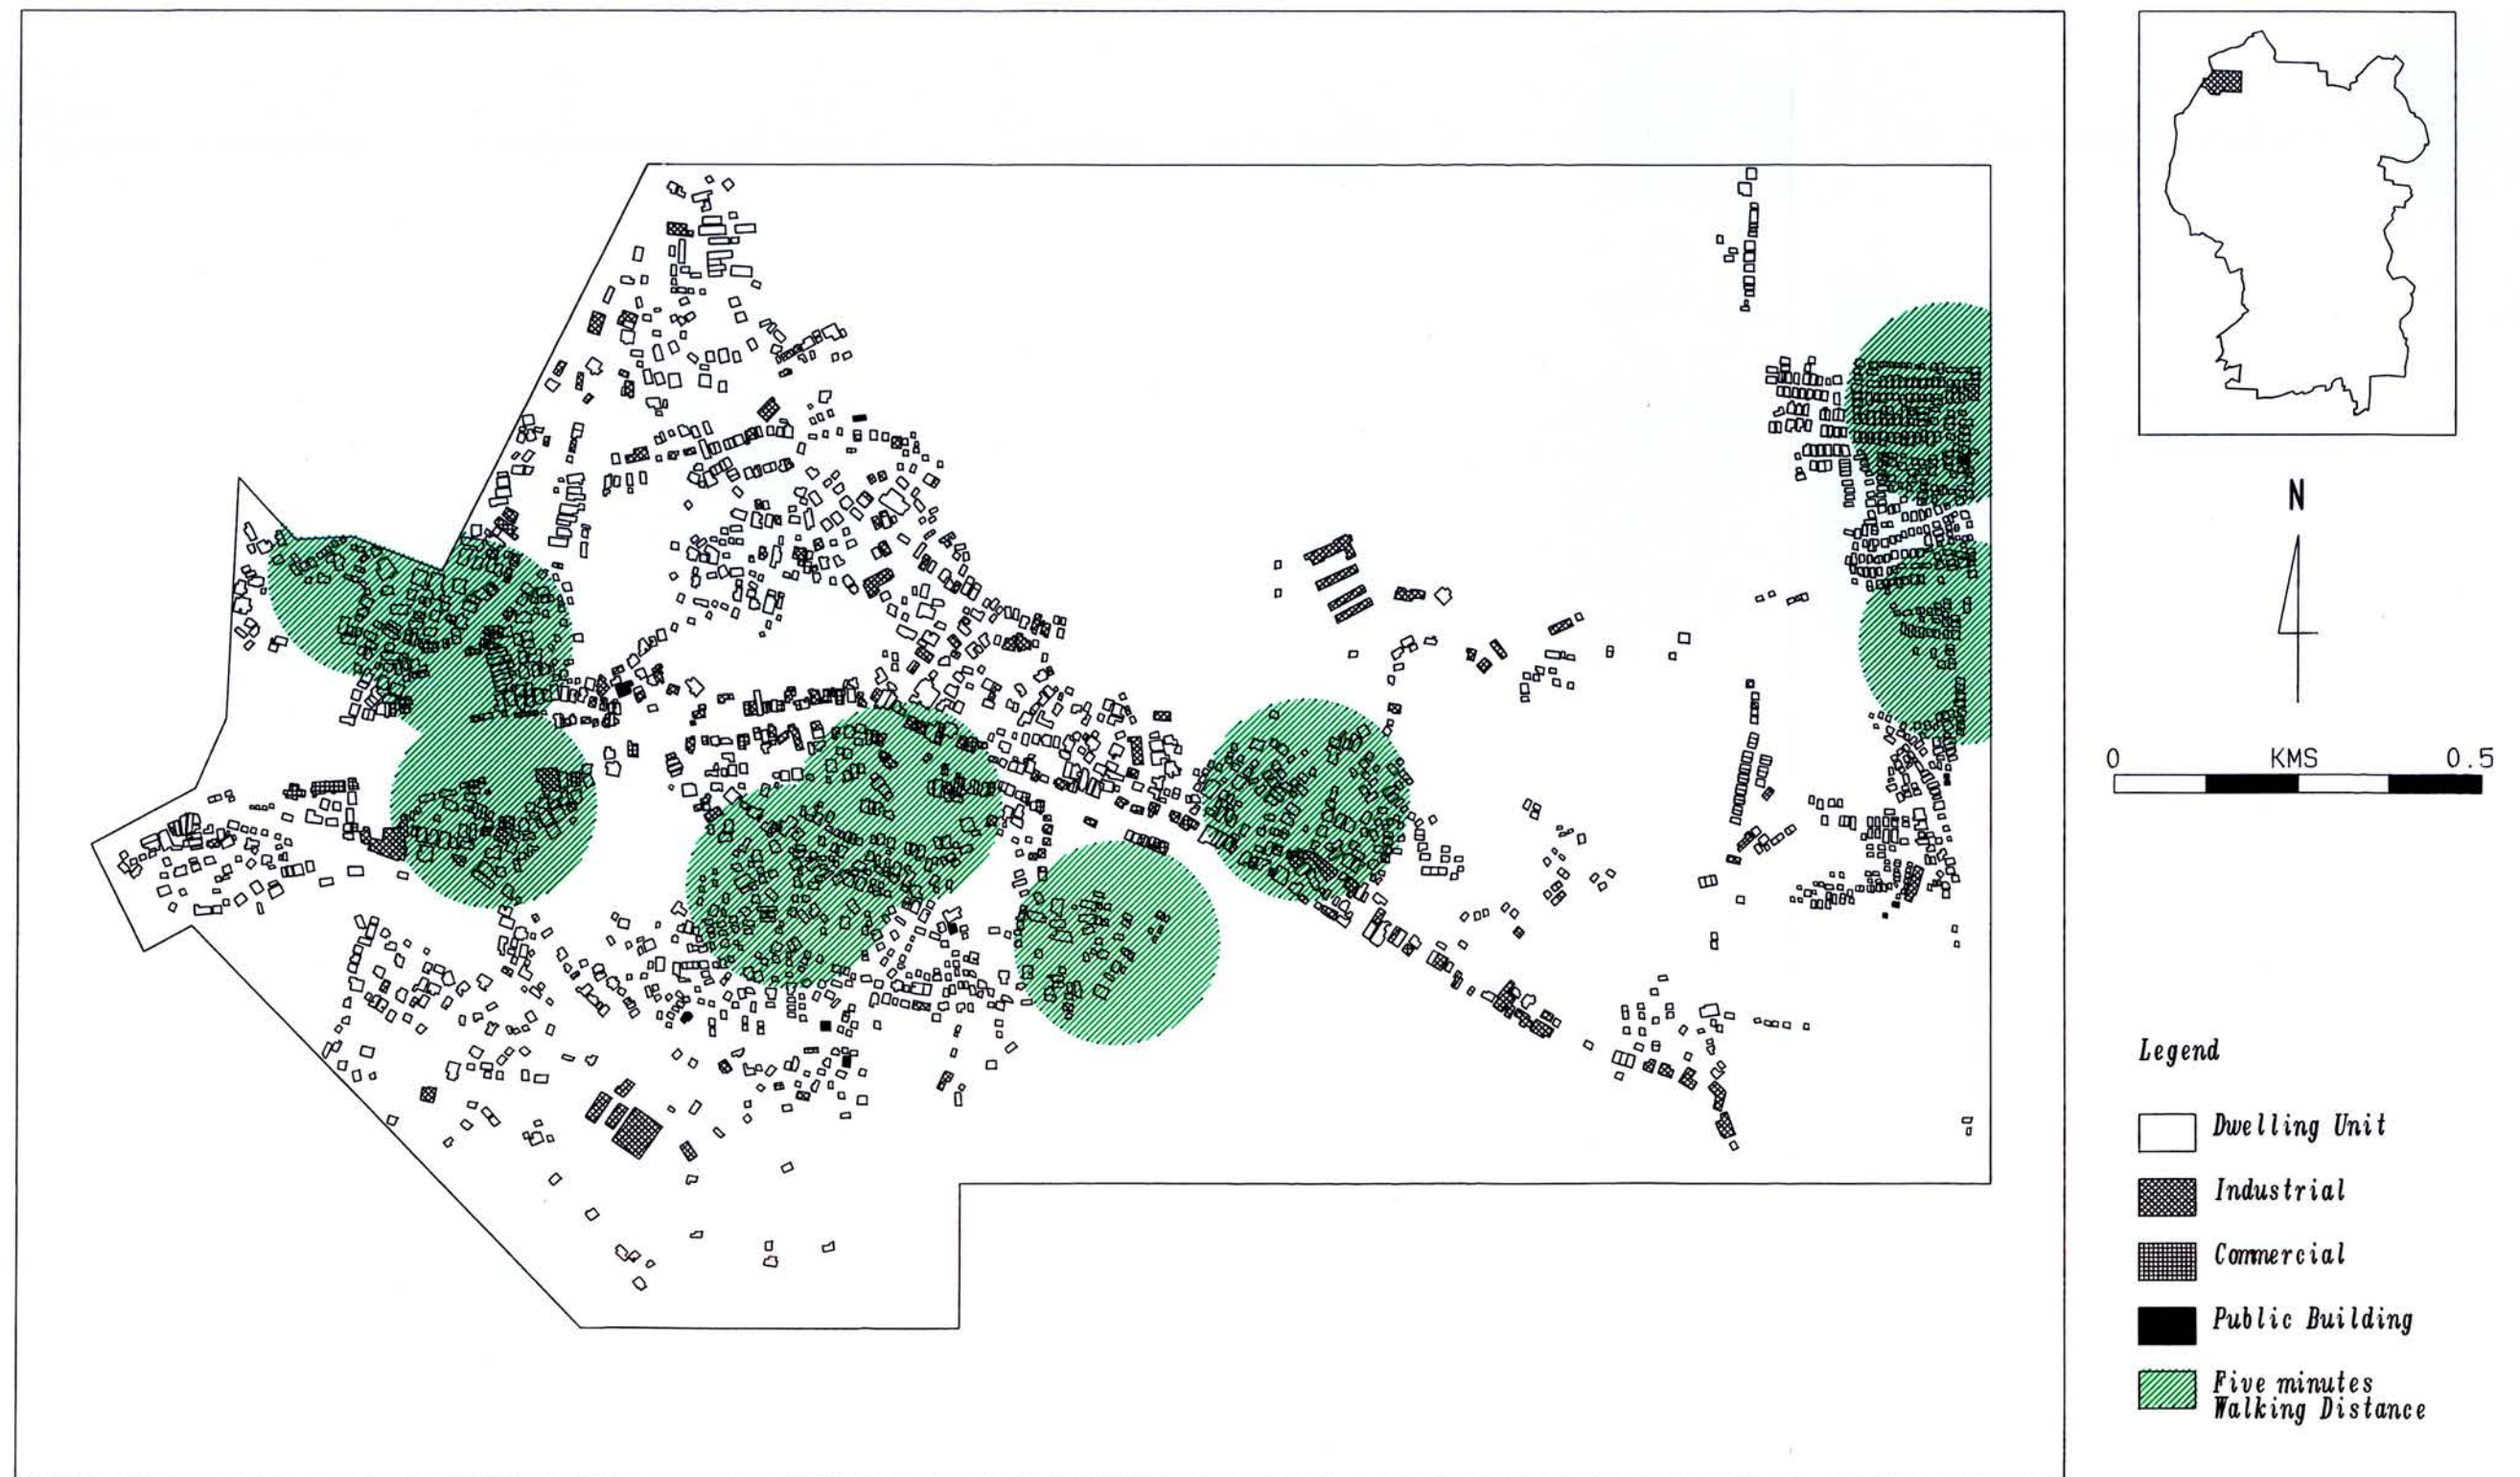 N
0 KMS 0.5
Legend
Dwelling Unit
Industrial
Commercial
Public Building
Five minutes
Walking Distance